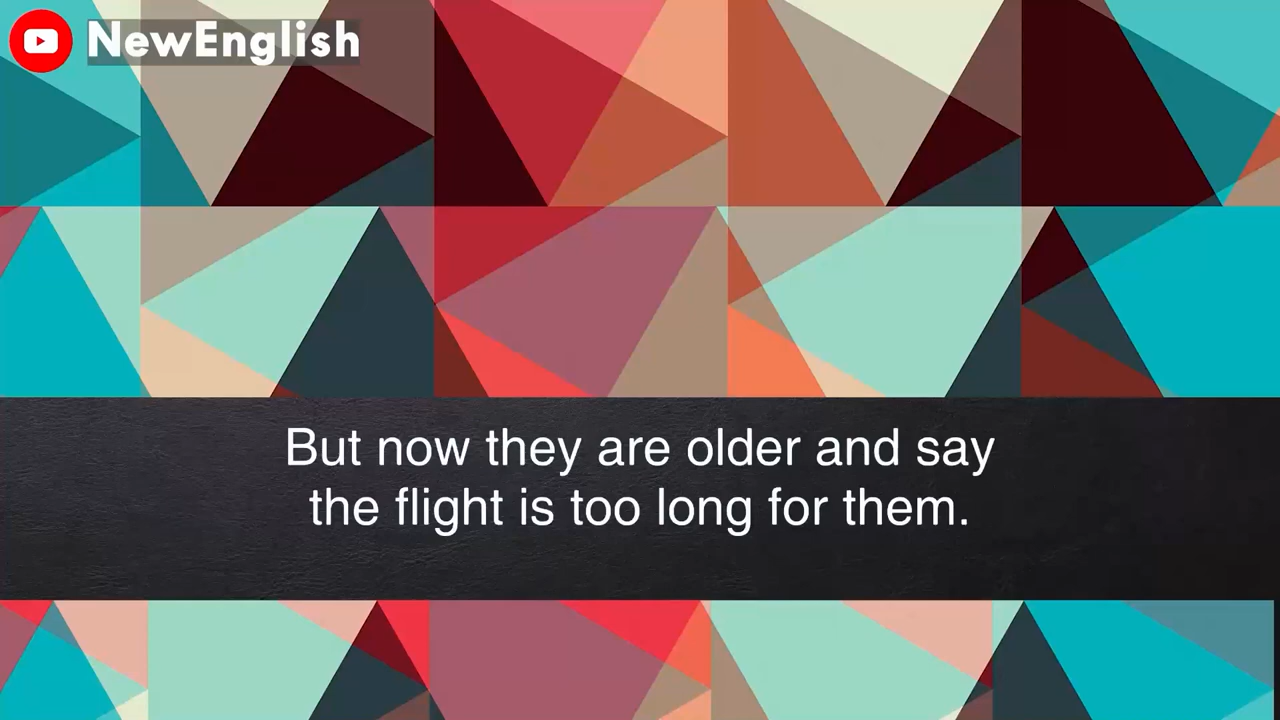 NewEnglish
But now they are older and say
the flight is too long for them.